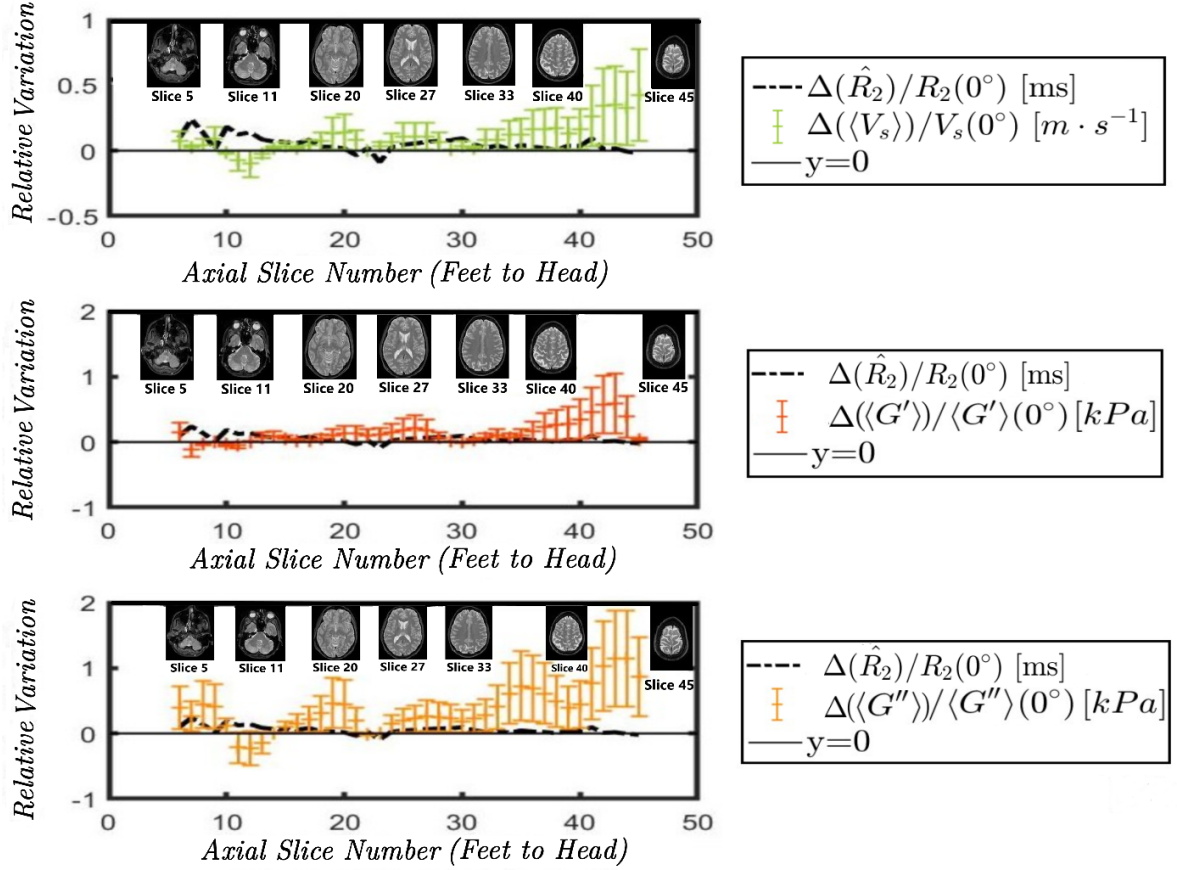 1
0.5
0
-0.5
Relative Variation
Slice 5 Slice 11 Slice 20 Slice 27 Slice 33 Slice 40 Slice 45
0 10 20 30 40 50
Axial Slice Number (Feet to Head)
Δ(R̂₂)/R₂(0°) [ms]
Δ(⟨Vₛ⟩)/Vₛ(0°) [m · s⁻¹]
y=0
2
1
0
-1
Relative Variation
Slice 5 Slice 11 Slice 20 Slice 27 Slice 33 Slice 40 Slice 45
0 10 20 30 40 50
Axial Slice Number (Feet to Head)
Δ(R̂₂)/R₂(0°) [ms]
Δ(⟨G′⟩)/⟨G′⟩(0°) [kPa]
y=0
2
1
0
-1
Relative Variation
Slice 5 Slice 11 Slice 20 Slice 27 Slice 33 Slice 40 Slice 45
0 10 20 30 40 50
Axial Slice Number (Feet to Head)
Δ(R̂₂)/R₂(0°) [ms]
Δ(⟨G″⟩)/⟨G″⟩(0°) [kPa]
y=0